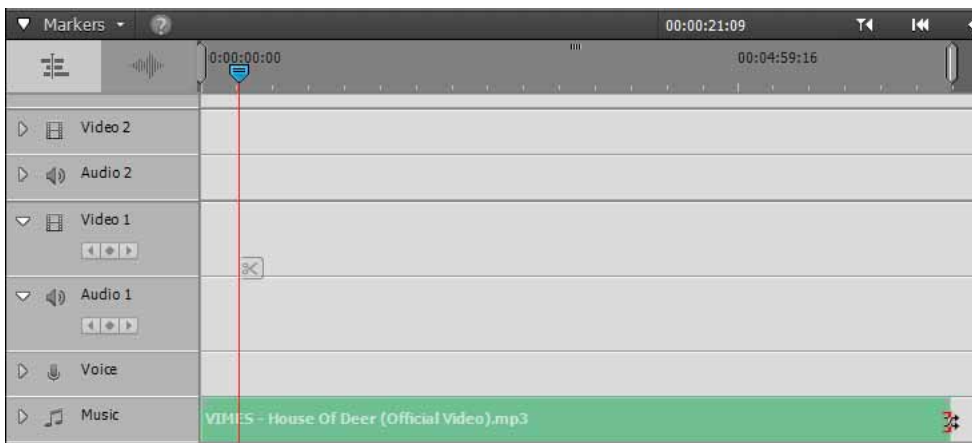 Markers ? 00:00:21:09
0:00:00:00 00:04:59:16
Video 2
Audio 2
Video 1
Audio 1
Voice
Music VIMES - House Of Deer (Official Video).mp3